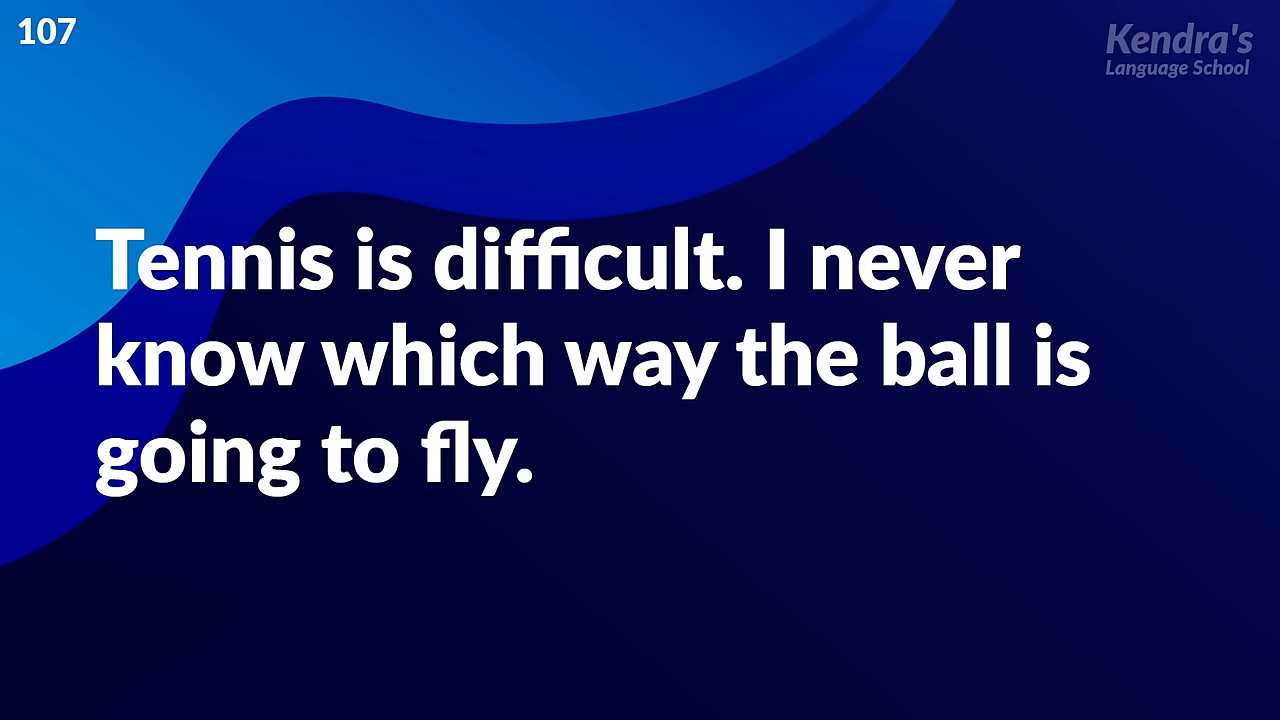 107
Kendra's
Language School
Tennis is difficult. I never
know which way the ball is
going to fly.